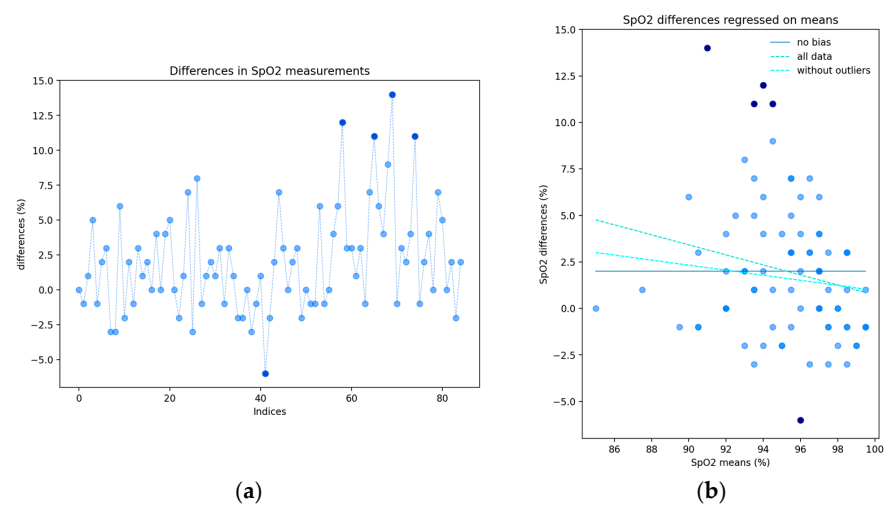 Differences in SpO2 measurements
differences (%)
15.0
12.5
10.0
7.5
5.0
2.5
0.0
−2.5
−5.0
0 20 40 60 80
Indices
(a)
SpO2 differences regressed on means
no bias
all data
without outliers
SpO2 differences (%)
15.0
12.5
10.0
7.5
5.0
2.5
0.0
−2.5
−5.0
86 88 90 92 94 96 98 100
SpO2 means (%)
(b)